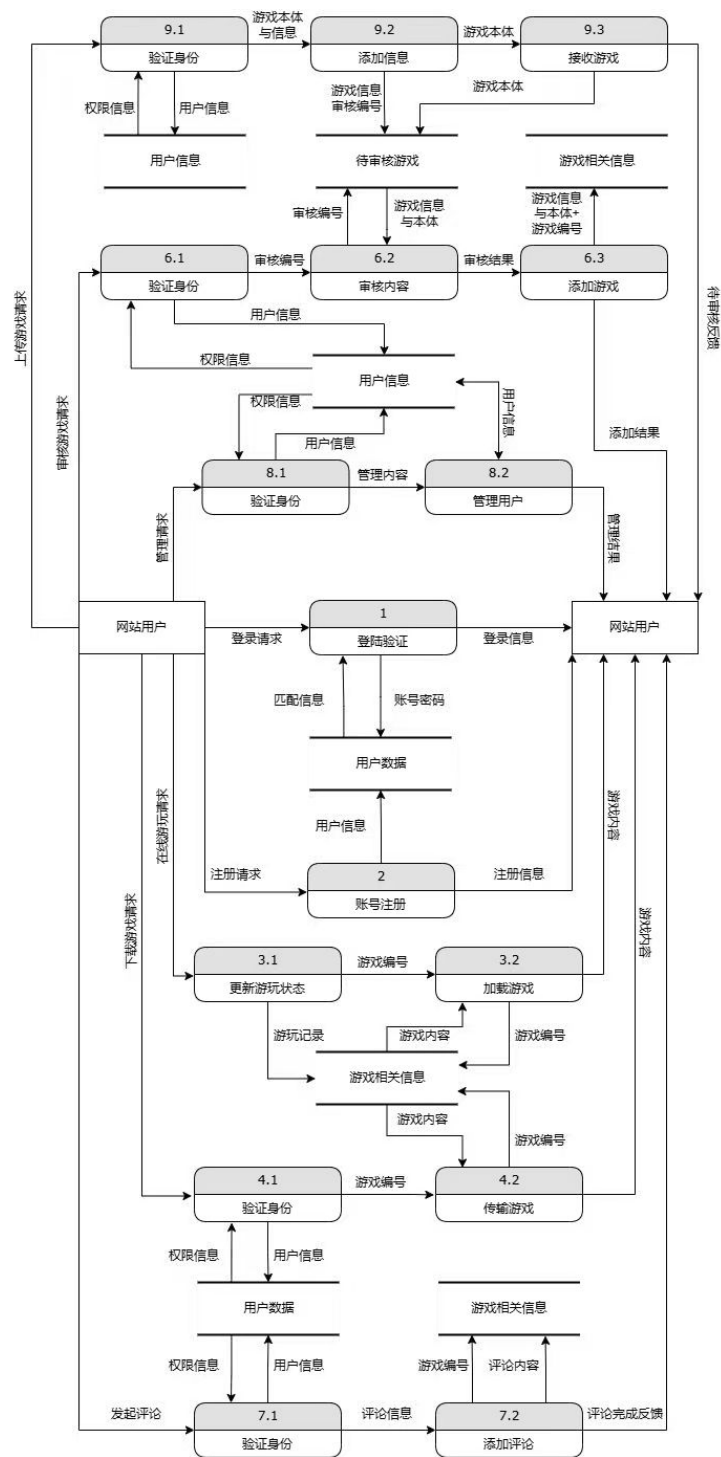 9.1
游戏本体
与信息
9.2
游戏本体
9.3
验证身份
添加信息
接收游戏
权限信息
用户信息
游戏信息
审核编号
游戏本体
用户信息
待审核游戏
游戏相关信息
审核编号
游戏信息
与本体
游戏信息
与本体+
游戏编号
6.1
审核编号
6.2
审核结果
6.3
验证身份
审核内容
添加游戏
上传游戏请求
待审核反馈
用户信息
权限信息
用户信息
权限信息
用户信息
用户信息
审核游戏请求
添加结果
8.1
管理内容
8.2
验证身份
管理用户
管理请求
管理结果
网站用户
登录请求
1
登陆验证
登录信息
网站用户
匹配信息
账号密码
用户数据
用户信息
在线游玩请求
游戏内容
注册请求
2
账号注册
注册信息
下载游戏请求
游戏内容
3.1
游戏编号
3.2
更新游玩状态
加载游戏
游玩记录
游戏内容
游戏编号
游戏相关信息
游戏内容
游戏编号
4.1
游戏编号
4.2
验证身份
传输游戏
权限信息
用户信息
用户数据
游戏相关信息
权限信息
用户信息
游戏编号
评论内容
发起评论
7.1
评论信息
7.2
评论完成反馈
验证身份
添加评论